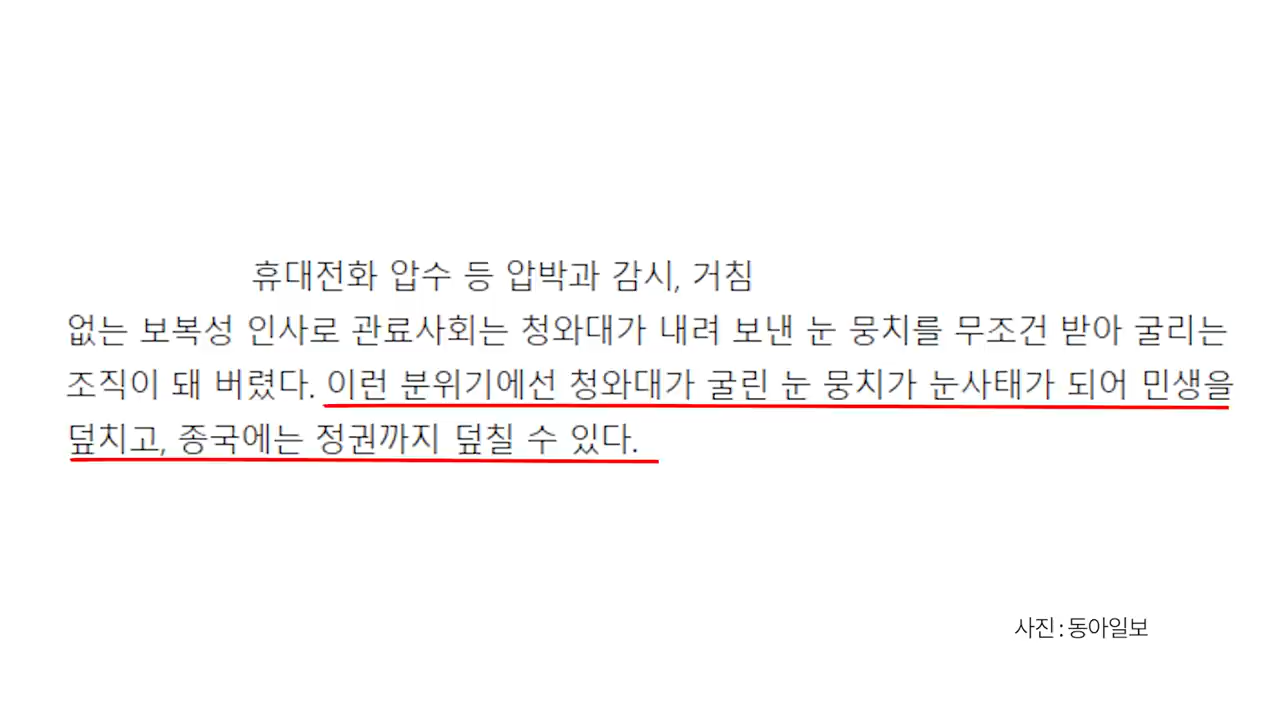 휴대전화 압수 등 압박과 감시, 거침
없는 보복성 인사로 관료사회는 청와대가 내려 보낸 눈 뭉치를 무조건 받아 굴리는
조직이 돼 버렸다. 이런 분위기에선 청와대가 굴린 눈 뭉치가 눈사태가 되어 민생을
덮치고, 종국에는 정권까지 덮칠 수 있다.
사진 : 동아일보